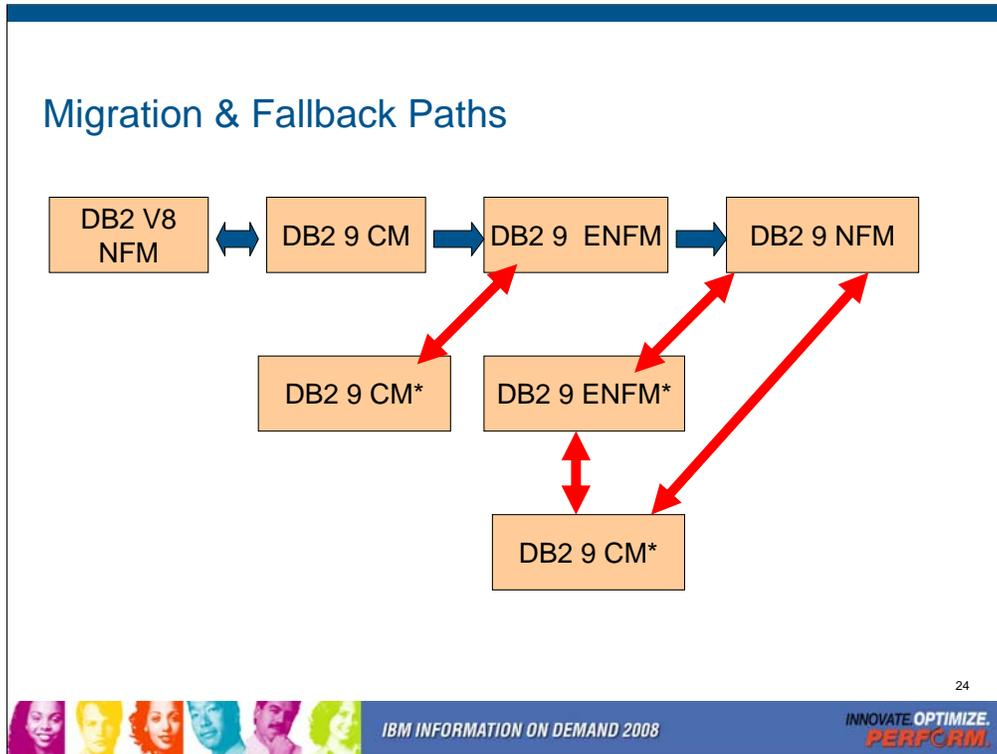 Migration & Fallback Paths
DB2 V8
NFM
DB2 9 CM
DB2 9 ENFM
DB2 9 NFM
DB2 9 CM*
DB2 9 ENFM*
DB2 9 CM*
24
IBM INFORMATION ON DEMAND 2008
INNOVATE.OPTIMIZE.
PERFORM.